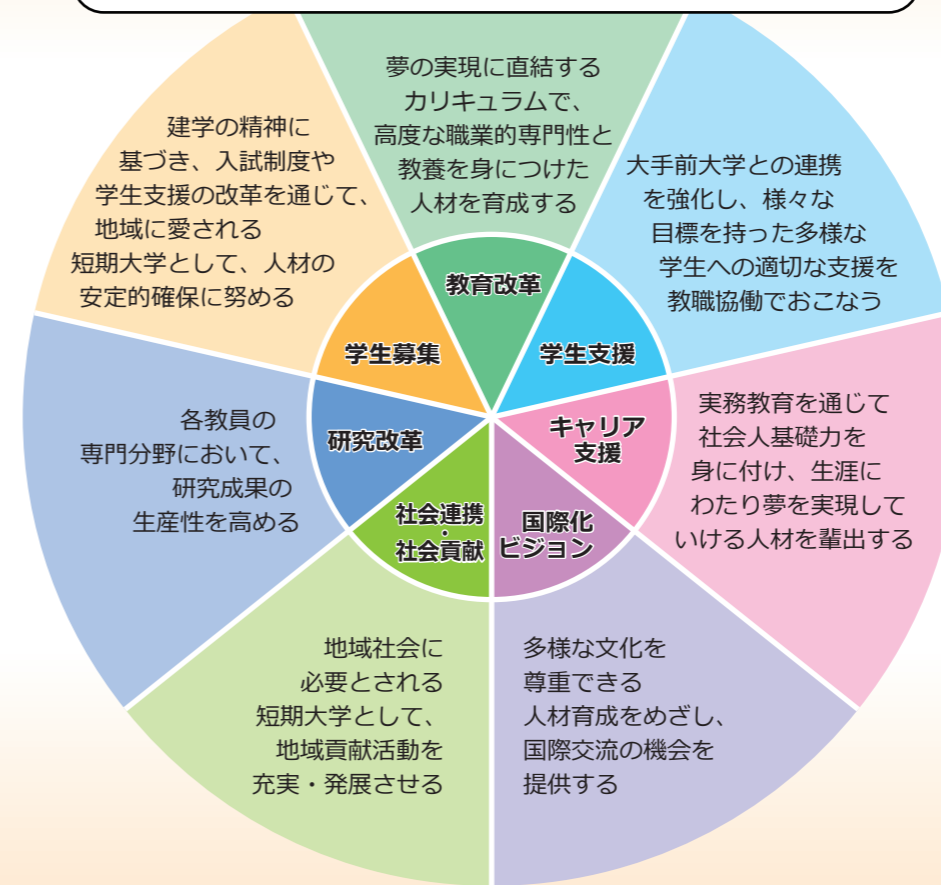 夢の実現に直結する
カリキュラムで、
高度な職業的専門性と
教養を身につけた
人材を育成する
教育改革
大手前大学との連携
を強化し、様々な
目標を持った多様な
学生への適切な支援を
教職協働でおこなう
学生支援
実務教育を通じて
社会人基礎力を
身に付け、生涯に
わたり夢を実現して
いける人材を輩出する
キャリア
支援
多様な文化を
尊重できる
人材育成をめざし、
国際交流の機会を
提供する
国際化
ビジョン
地域社会に
必要とされる
短期大学として、
地域貢献活動を
充実・発展させる
社会連携
・
社会貢献
各教員の
専門分野において、
研究成果の
生産性を高める
研究改革
建学の精神に
基づき、入試制度や
学生支援の改革を通じて、
地域に愛される
短期大学として、人材の
安定的確保に努める
学生募集